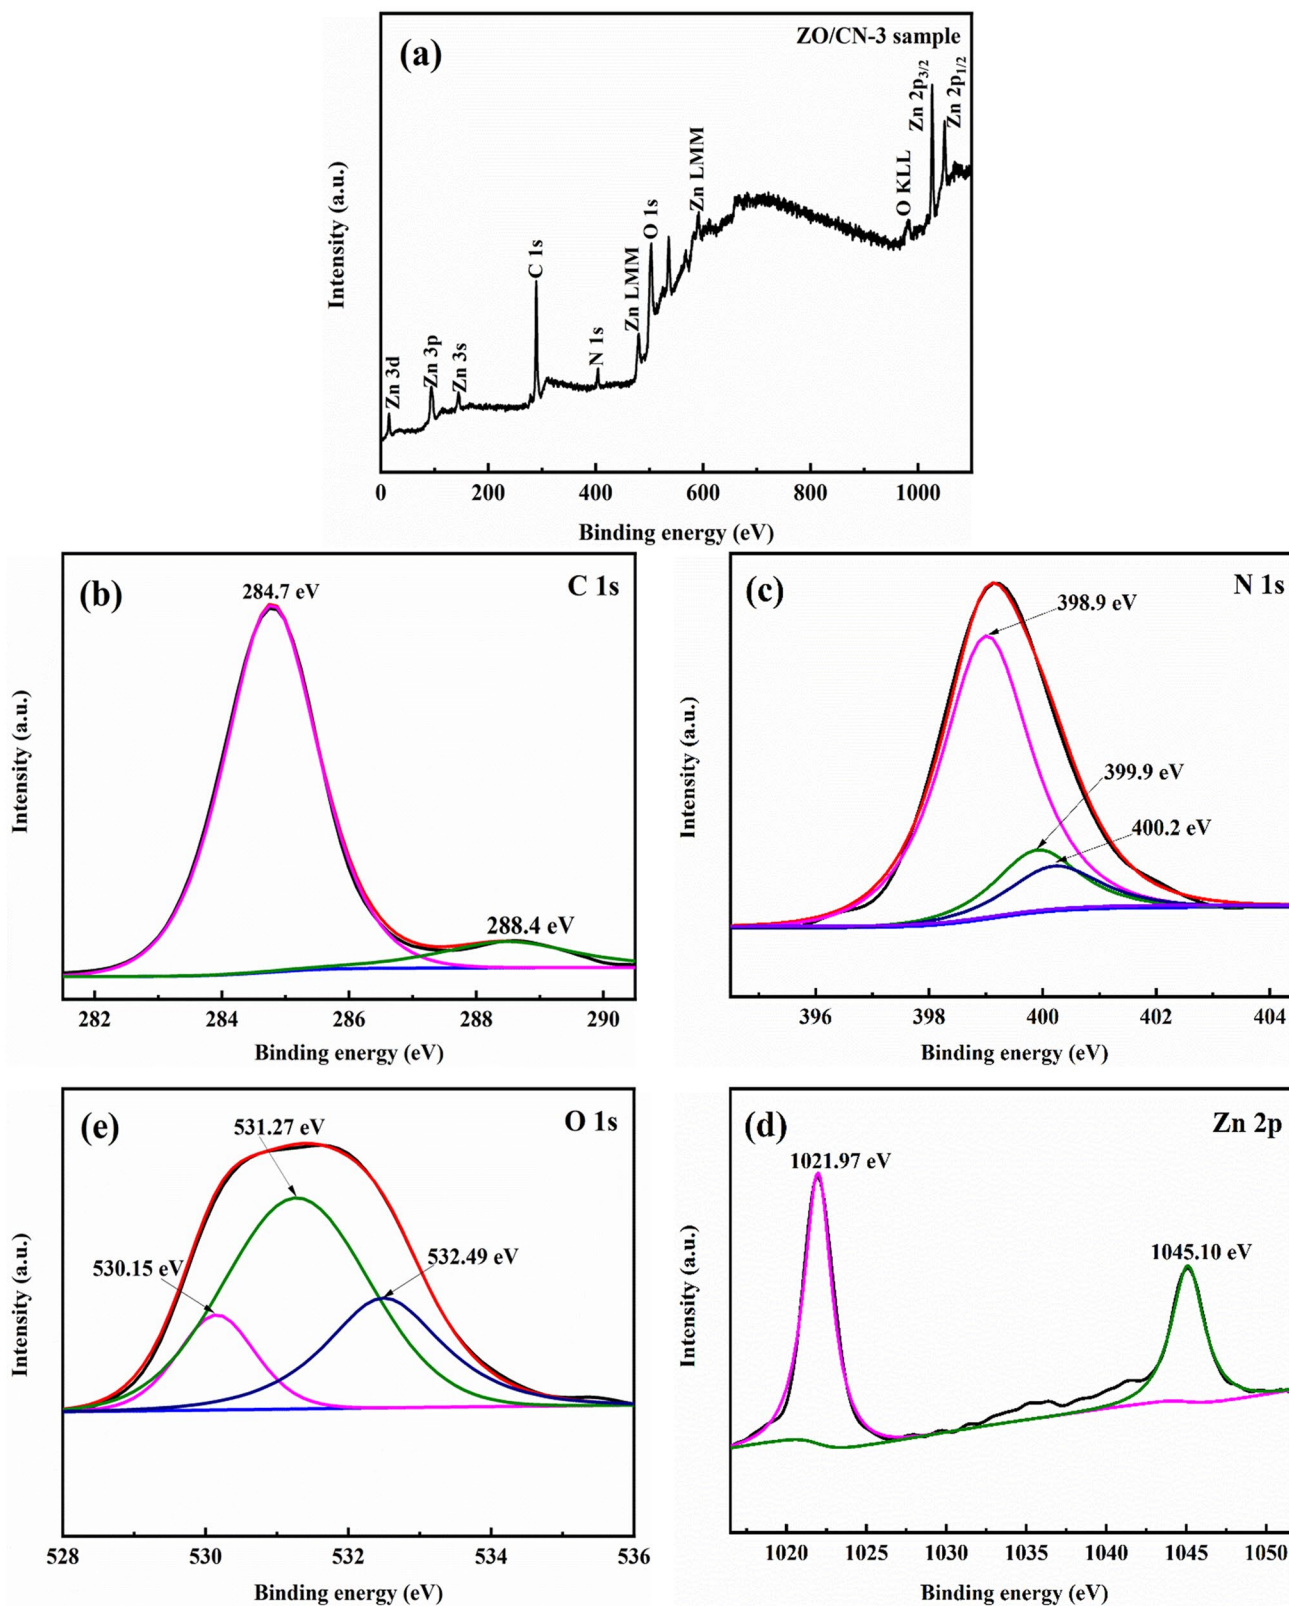 (a)
ZO/CN-3 sample
Zn 3d
Zn 3p
Zn 3s
C 1s
N 1s
Zn LMM
O 1s
Zn LMM
O KLL
Zn 2p3/2
Zn 2p1/2
Intensity (a.u.)
0 200 400 600 800 1000
Binding energy (eV)
(b)
C 1s
284.7 eV
288.4 eV
Intensity (a.u.)
282 284 286 288 290
Binding energy (eV)
(c)
N 1s
398.9 eV
399.9 eV
400.2 eV
Intensity (a.u.)
396 398 400 402 404
Binding energy (eV)
(e)
O 1s
531.27 eV
530.15 eV
532.49 eV
Intensity (a.u.)
528 530 532 534 536
Binding energy (eV)
(d)
Zn 2p
1021.97 eV
1045.10 eV
Intensity (a.u.)
1020 1025 1030 1035 1040 1045 1050
Binding energy (eV)